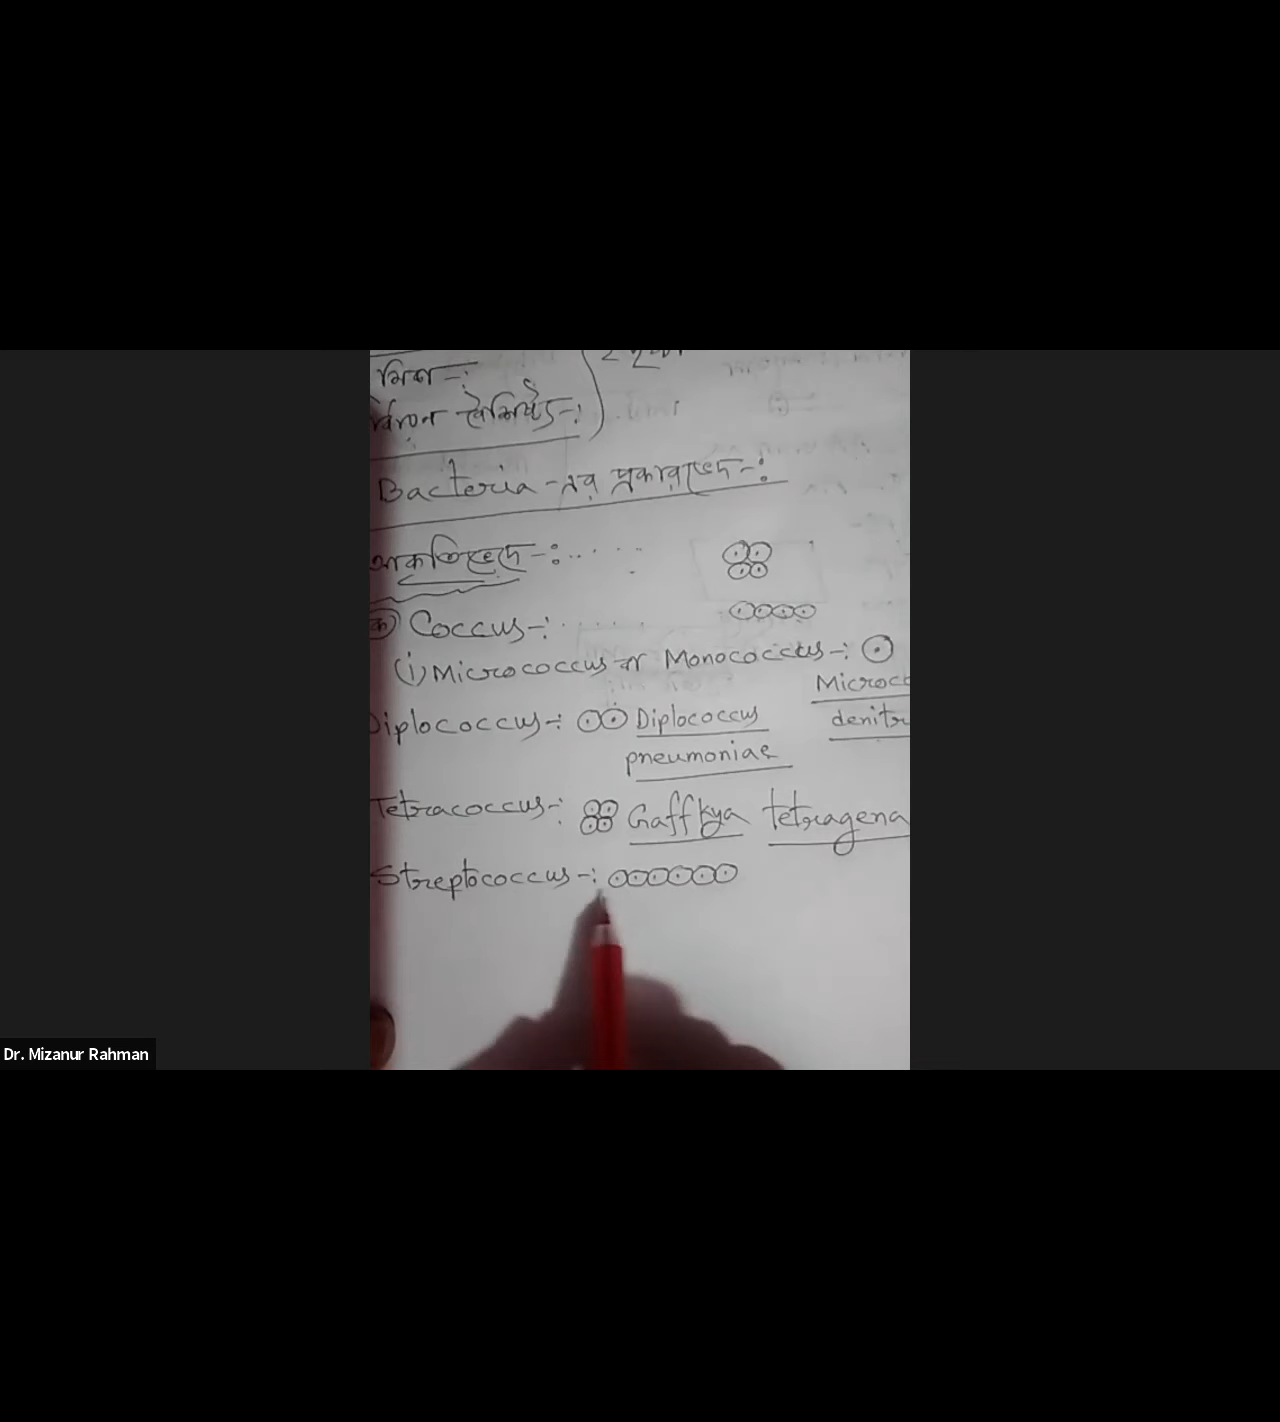 Bacteria-এর প্রকারভেদ-:
আকৃতিভেদে-:
ক) Coccus-:
(i) Micrococcus বা Monococcus-:
Micrococ
denitr
Diplococcus-: Diplococcus
pneumoniae
Tetracoccus-: Gaffkya tetragena
Streptococcus-:
Dr. Mizanur Rahman